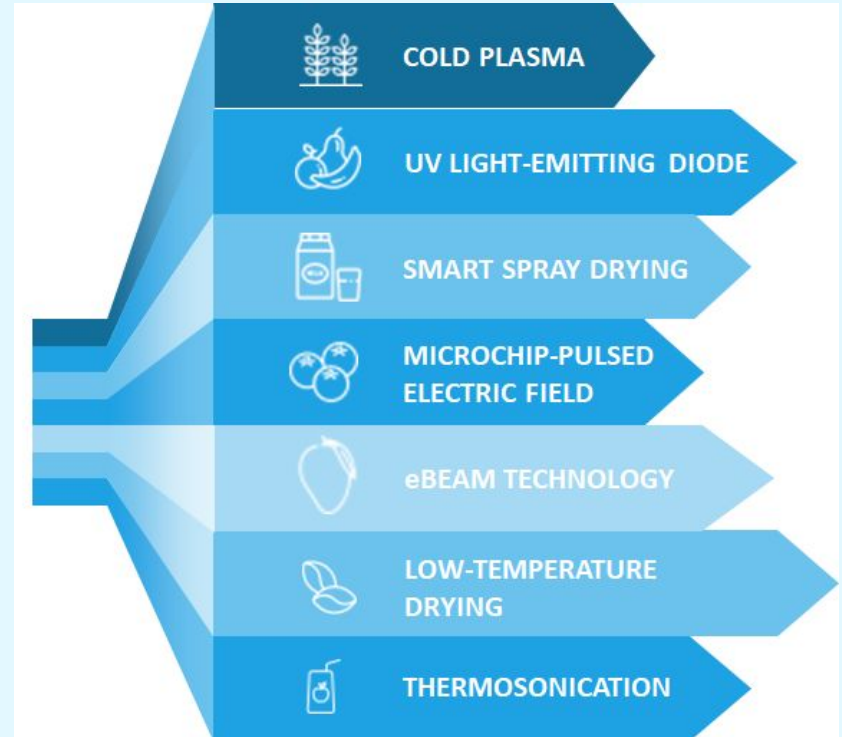 COLD PLASMA
UV LIGHT-EMITTING DIODE
SMART SPRAY DRYING
MICROCHIP-PULSED
ELECTRIC FIELD
eBEAM TECHNOLOGY
LOW-TEMPERATURE
DRYING
THERMOSONICATION